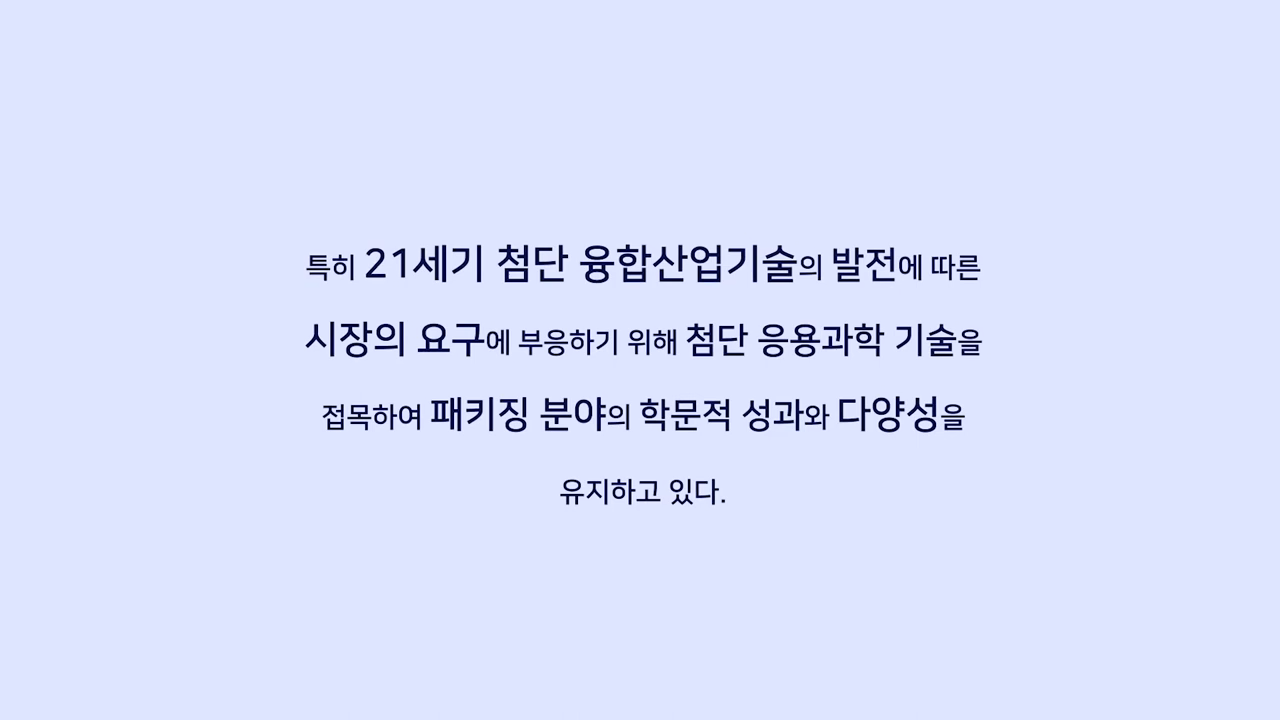 특히 21세기 첨단 융합산업기술의 발전에 따른
시장의 요구에 부응하기 위해 첨단 응용과학 기술을
접목하여 패키징 분야의 학문적 성과와 다양성을
유지하고 있다.